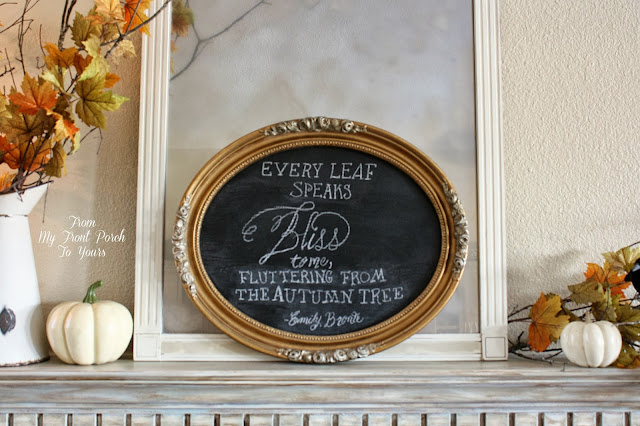 From
My Front Porch
To Yours
EVERY LEAF
SPEAKS
Bliss
to me,
FLUTTERING FROM
THE AUTUMN TREE
Emily Bronte